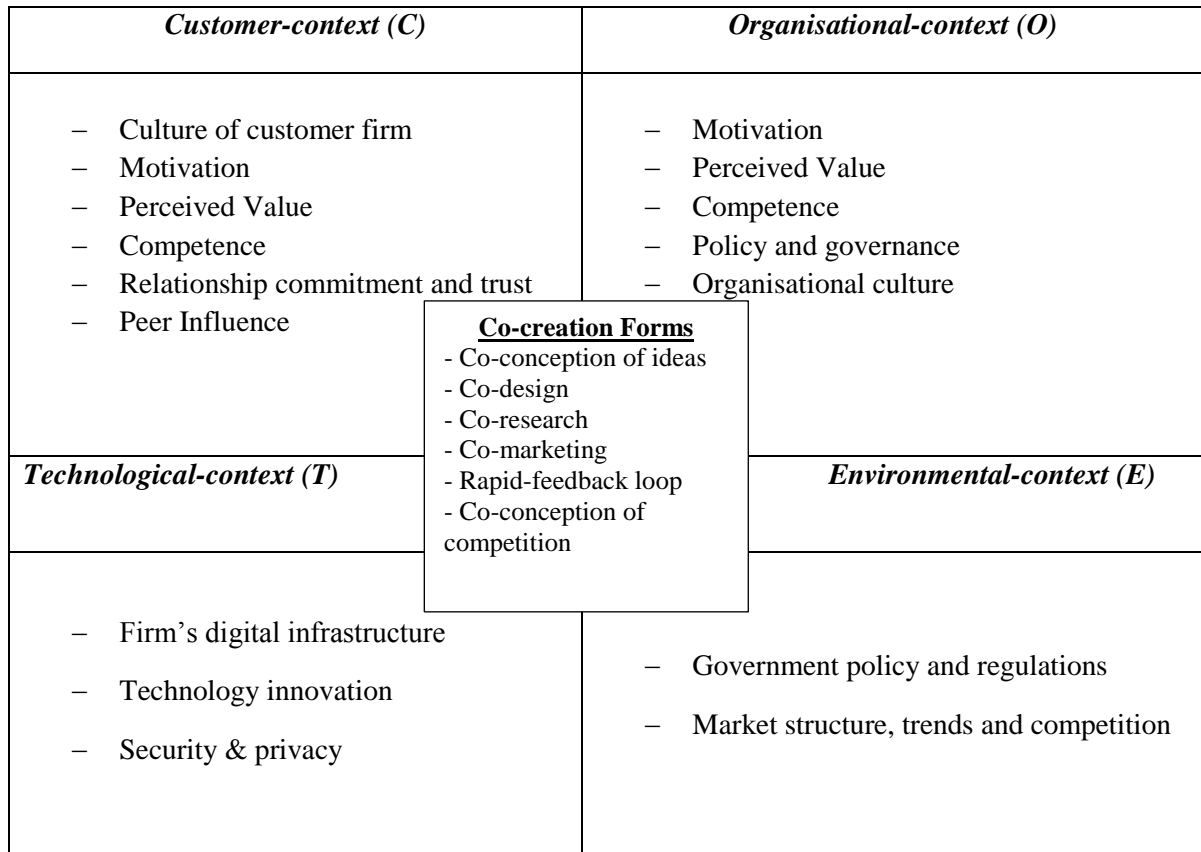 Customer-context (C)
Organisational-context (O)
– Culture of customer firm
– Motivation
– Perceived Value
– Competence
– Relationship commitment and trust
– Peer Influence
– Motivation
– Perceived Value
– Competence
– Policy and governance
– Organisational culture
Co-creation Forms
- Co-conception of ideas
- Co-design
- Co-research
- Co-marketing
- Rapid-feedback loop
- Co-conception of
competition
Technological-context (T)
Environmental-context (E)
– Firm’s digital infrastructure
– Technology innovation
– Security & privacy
– Government policy and regulations
– Market structure, trends and competition